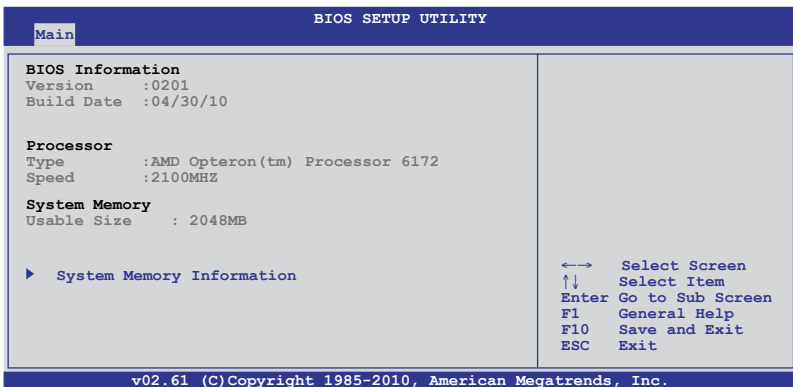 BIOS SETUP UTILITY
Main
BIOS Information
Version :0201
Build Date :04/30/10
Processor
Type :AMD Opteron(tm) Processor 6172
Speed :2100MHZ
System Memory
Usable Size : 2048MB
System Memory Information
←→ Select Screen
↑↓ Select Item
Enter Go to Sub Screen
F1 General Help
F10 Save and Exit
ESC Exit
v02.61 (C)Copyright 1985-2010, American Megatrends, Inc.